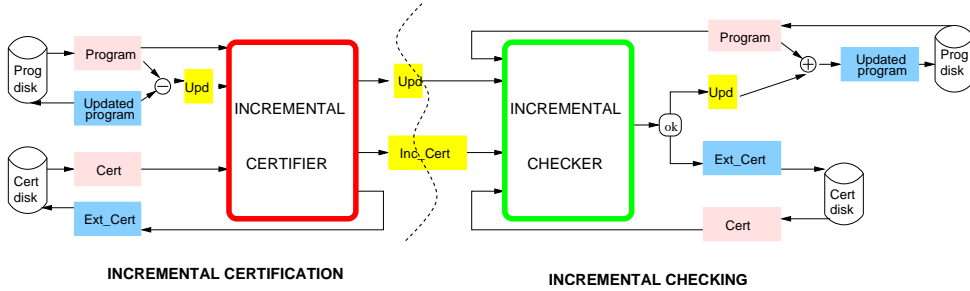 Prog
disk
Program
Updated
program
−
Upd
INCREMENTAL
CERTIFIER
Cert
disk
Cert
Ext_Cert
Upd
Inc_Cert
INCREMENTAL
CHECKER
ok
Program
Upd
+
Updated
program
Prog
disk
Ext_Cert
Cert
Cert
disk
INCREMENTAL CERTIFICATION
INCREMENTAL CHECKING